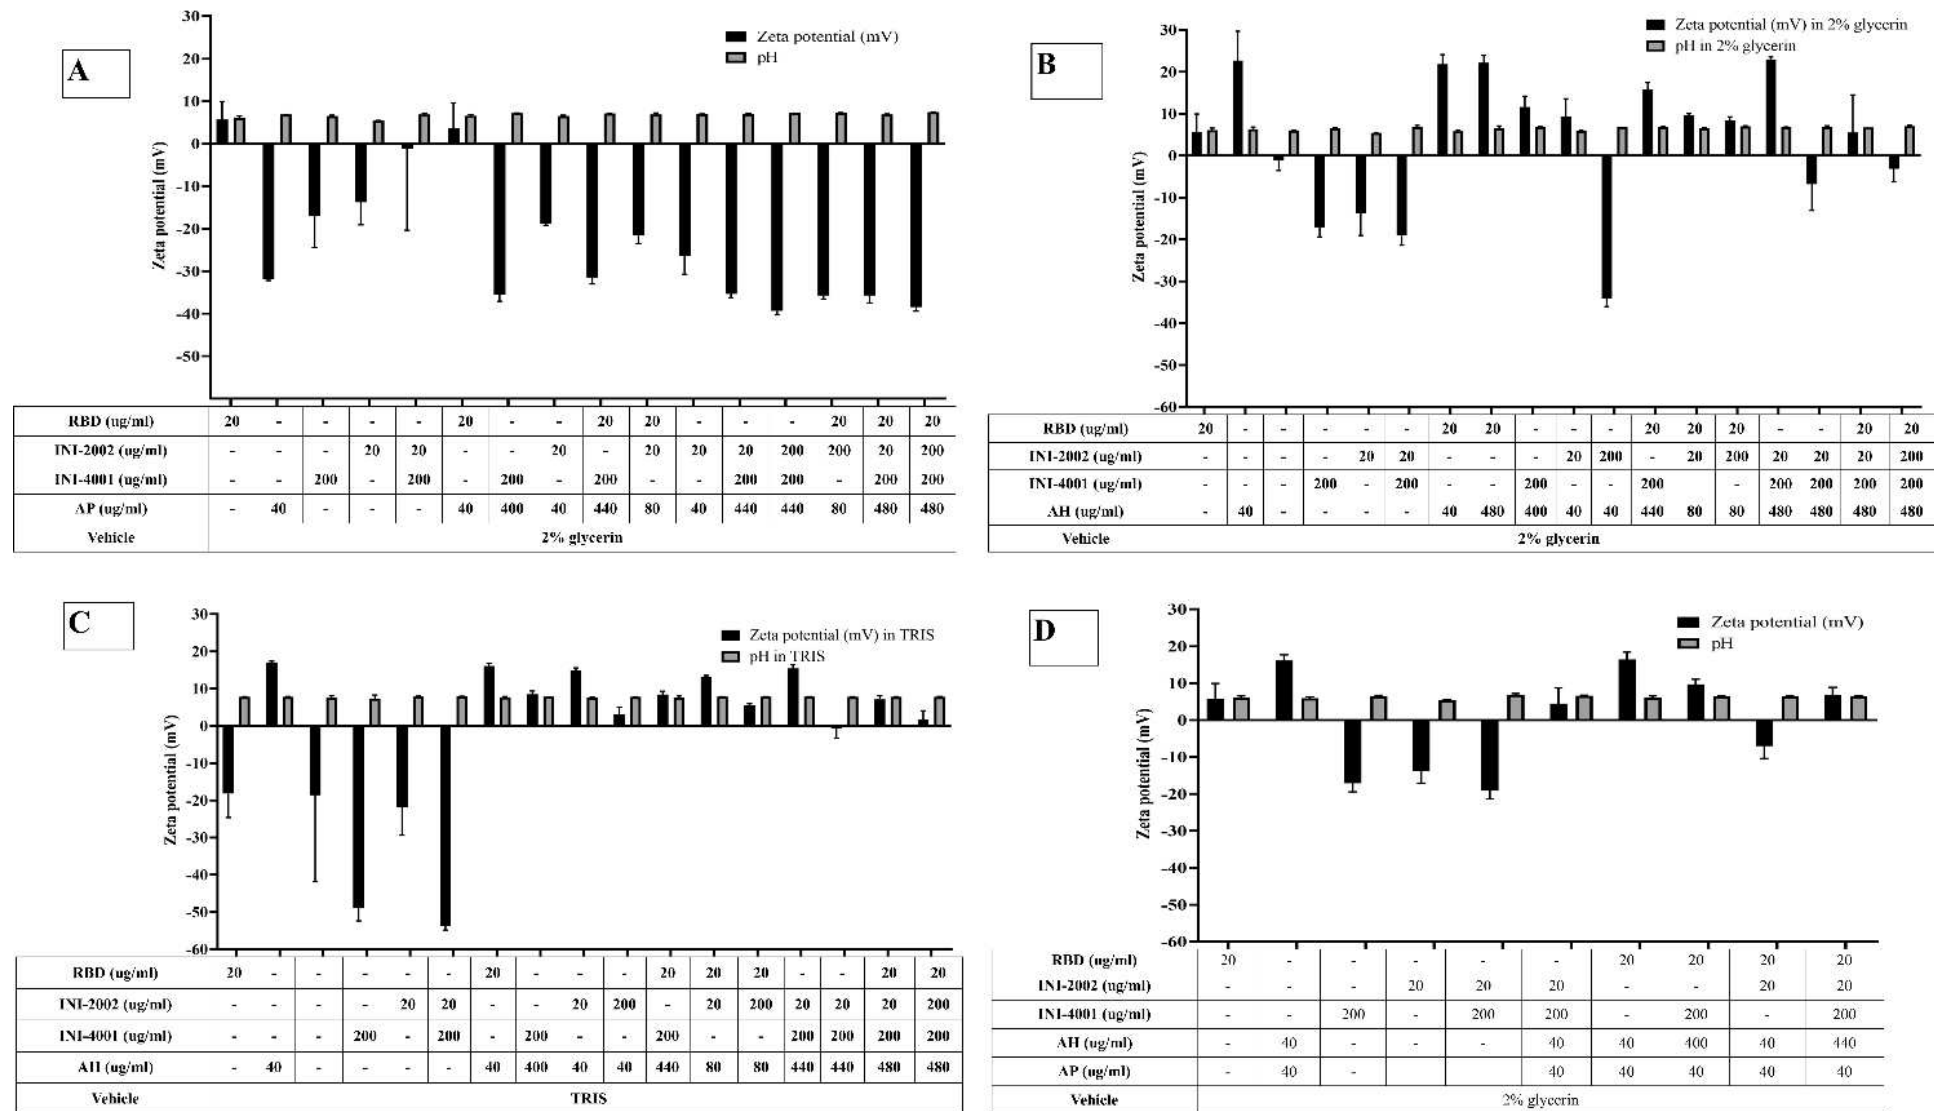 A
30
20
10
0
-10
-20
-30
-40
-50
Zeta potential (mV)
Zeta potential (mV)
pH
RBD (ug/ml) 20 - - - - 20 - - 20 20 - - - 20 20 20
INI-2002 (ug/ml) - - - 20 20 - - 20 - 20 20 20 200 200 20 200
INI-4001 (ug/ml) - - 200 - 200 - 200 - 200 - - 200 200 - 200 200
AP (ug/ml) - 40 - - - 40 400 40 440 80 40 440 440 80 480 480
Vehicle 2% glycerin
B
30
20
10
0
-10
-20
-30
-40
-50
-60
Zeta potential (mV)
Zeta potential (mV) in 2% glycerin
pH in 2% glycerin
RBD (ug/ml) 20 - - - - - 20 20 - - - 20 20 20 - - 20 20
INI-2002 (ug/ml) - - - - 20 20 - - - 20 200 - 20 200 20 20 20 200
INI-4001 (ug/ml) - - - 200 - 200 - - 200 - - 200 - 200 200 200 200
AH (ug/ml) - 40 - - - - 40 480 400 40 40 440 80 80 480 480 480 480
Vehicle 2% glycerin
C
30
20
10
0
-10
-20
-30
-40
-50
-60
Zeta potential (mV)
Zeta potential (mV) in TRIS
pH in TRIS
RBD (ug/ml) 20 - - - - - 20 - - - 20 20 20 - - 20 20
INI-2002 (ug/ml) - - - - 20 20 - - 20 200 - 20 200 20 20 20 200
INI-4001 (ug/ml) - - - 200 - 200 - 200 - - 200 - - 200 200 200 200
AH (ug/ml) - 40 - - - - 40 400 40 40 440 80 80 440 440 480 480
Vehicle TRIS
D
30
20
10
0
-10
-20
-30
-40
-50
-60
Zeta potential (mV)
Zeta potential (mV)
pH
RBD (ug/ml) 20 - - - - - 20 20 20 20
INI-2002 (ug/ml) - - - 20 20 20 - - 20 20
INI-4001 (ug/ml) - - 200 - 200 200 - 200 - 200
AH (ug/ml) - 40 - - - 40 40 400 40 440
AP (ug/ml) - 40 - 40 40 40 40 40
Vehicle 2% glycerin